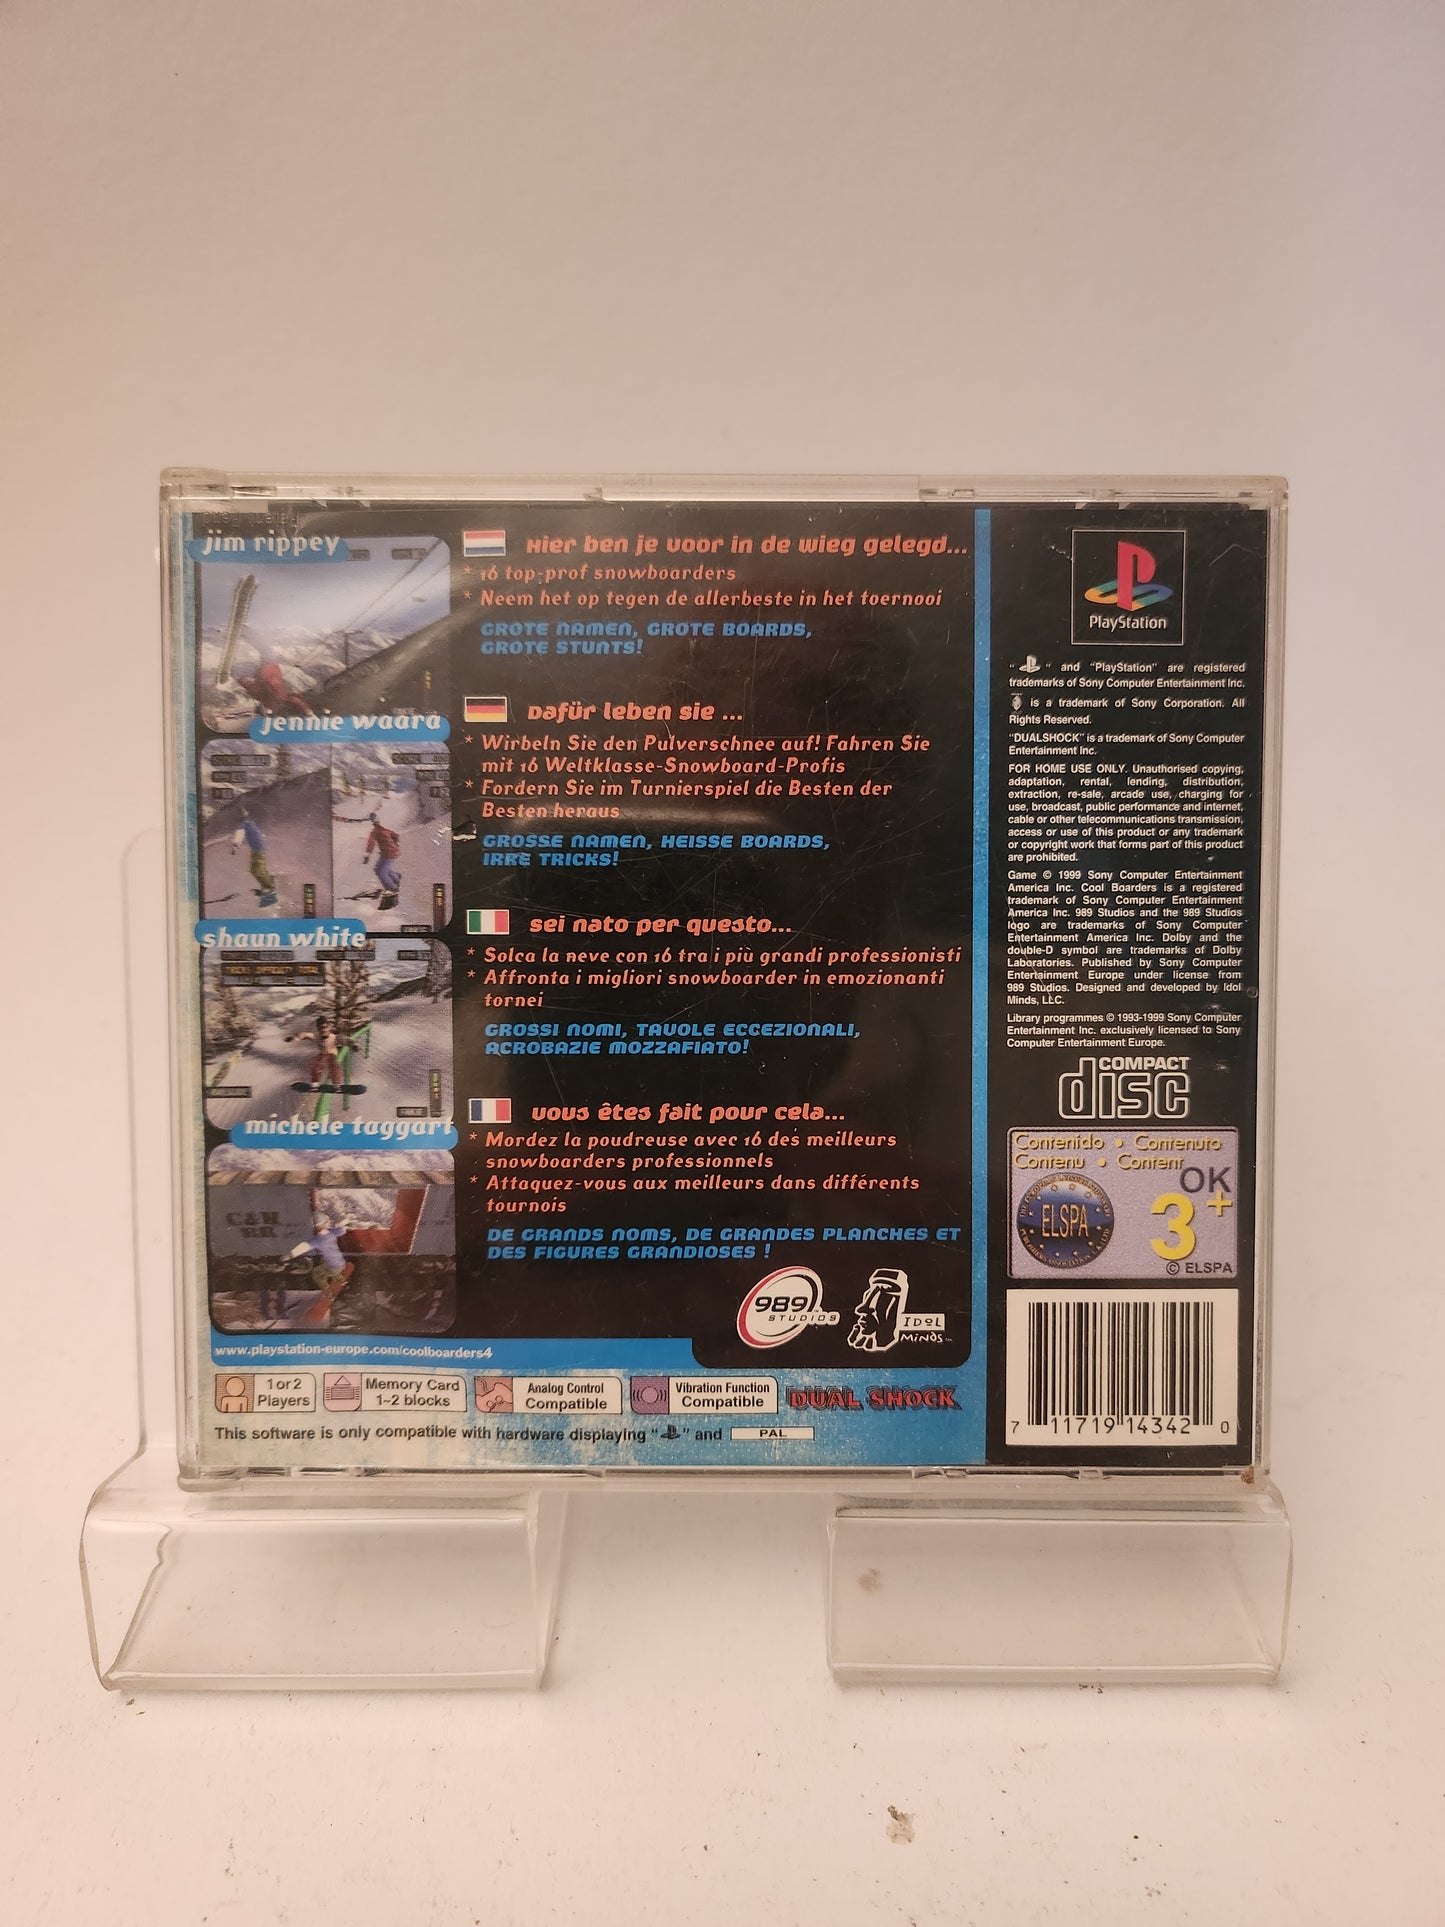 jim rippey
jennie waara
shaun white
TRICKS DIFFICULTY TOTAL
FAKIE
michele taggart
Hier ben je voor in de wieg gelegd...
* 16 top-prof snowboarders
* Neem het op tegen de allerbeste in het toernooi
GROTE NAMEN, GROTE BOARDS,
GROTE STUNTS!
Dafür leben sie ...
* Wirbeln Sie den Pulverschnee auf! Fahren Sie
mit 16 Weltklasse-Snowboard-Profis
* Fordern Sie im Turnierspiel die Besten der
Besten heraus
GROSSE NAMEN, HEISSE BOARDS,
IRRE TRICKS!
sei nato per questo...
* Solca la neve con 16 tra i più grandi professionisti
* Affronta i migliori snowboarder in emozionanti
tornei
GROSSI NOMI, TAVOLE ECCEZIONALI,
ACROBAZIE MOZZAFIATO!
vous êtes fait pour cela...
* Mordez la poudreuse avec 16 des meilleurs
snowboarders professionnels
* Attaquez-vous aux meilleurs dans différents
tournois
DE GRANDS NOMS, DE GRANDES PLANCHES ET
DES FIGURES GRANDIOSES !
989
STUDIOS
IDOL
MINDS
www.playstation-europe.com/coolboarders4
1 or 2
Players
Memory Card
1~2 blocks
Analog Control
Compatible
Vibration Function
Compatible
DUAL SHOCK
This software is only compatible with hardware displaying " " and PAL
PlayStation
" " and "PlayStation" are registered
trademarks of Sony Computer Entertainment Inc.
is a trademark of Sony Corporation. All
Rights Reserved.
"DUALSHOCK" is a trademark of Sony Computer
Entertainment Inc.
FOR HOME USE ONLY. Unauthorised copying,
adaptation, rental, lending, distribution,
extraction, re-sale, arcade use, charging for
use, broadcast, public performance and internet,
cable or other telecommunications transmission,
access or use of this product or any trademark
or copyright work that forms part of this product
are prohibited.
Game © 1999 Sony Computer Entertainment
America Inc. Cool Boarders is a registered
trademark of Sony Computer Entertainment
America Inc. 989 Studios and the 989 Studios
logo are trademarks of Sony Computer
Entertainment America Inc. Dolby and the
double-D symbol are trademarks of Dolby
Laboratories. Published by Sony Computer
Entertainment Europe under license from
989 Studios. Designed and developed by Idol
Minds, LLC.
Library programmes © 1993-1999 Sony Computer
Entertainment Inc. exclusively licensed to Sony
Computer Entertainment Europe.
COMPACT
disc
Contenido • Contenuto
Contenu • Content
OK
ELSPA
3+
© ELSPA
7 11719 14342 0